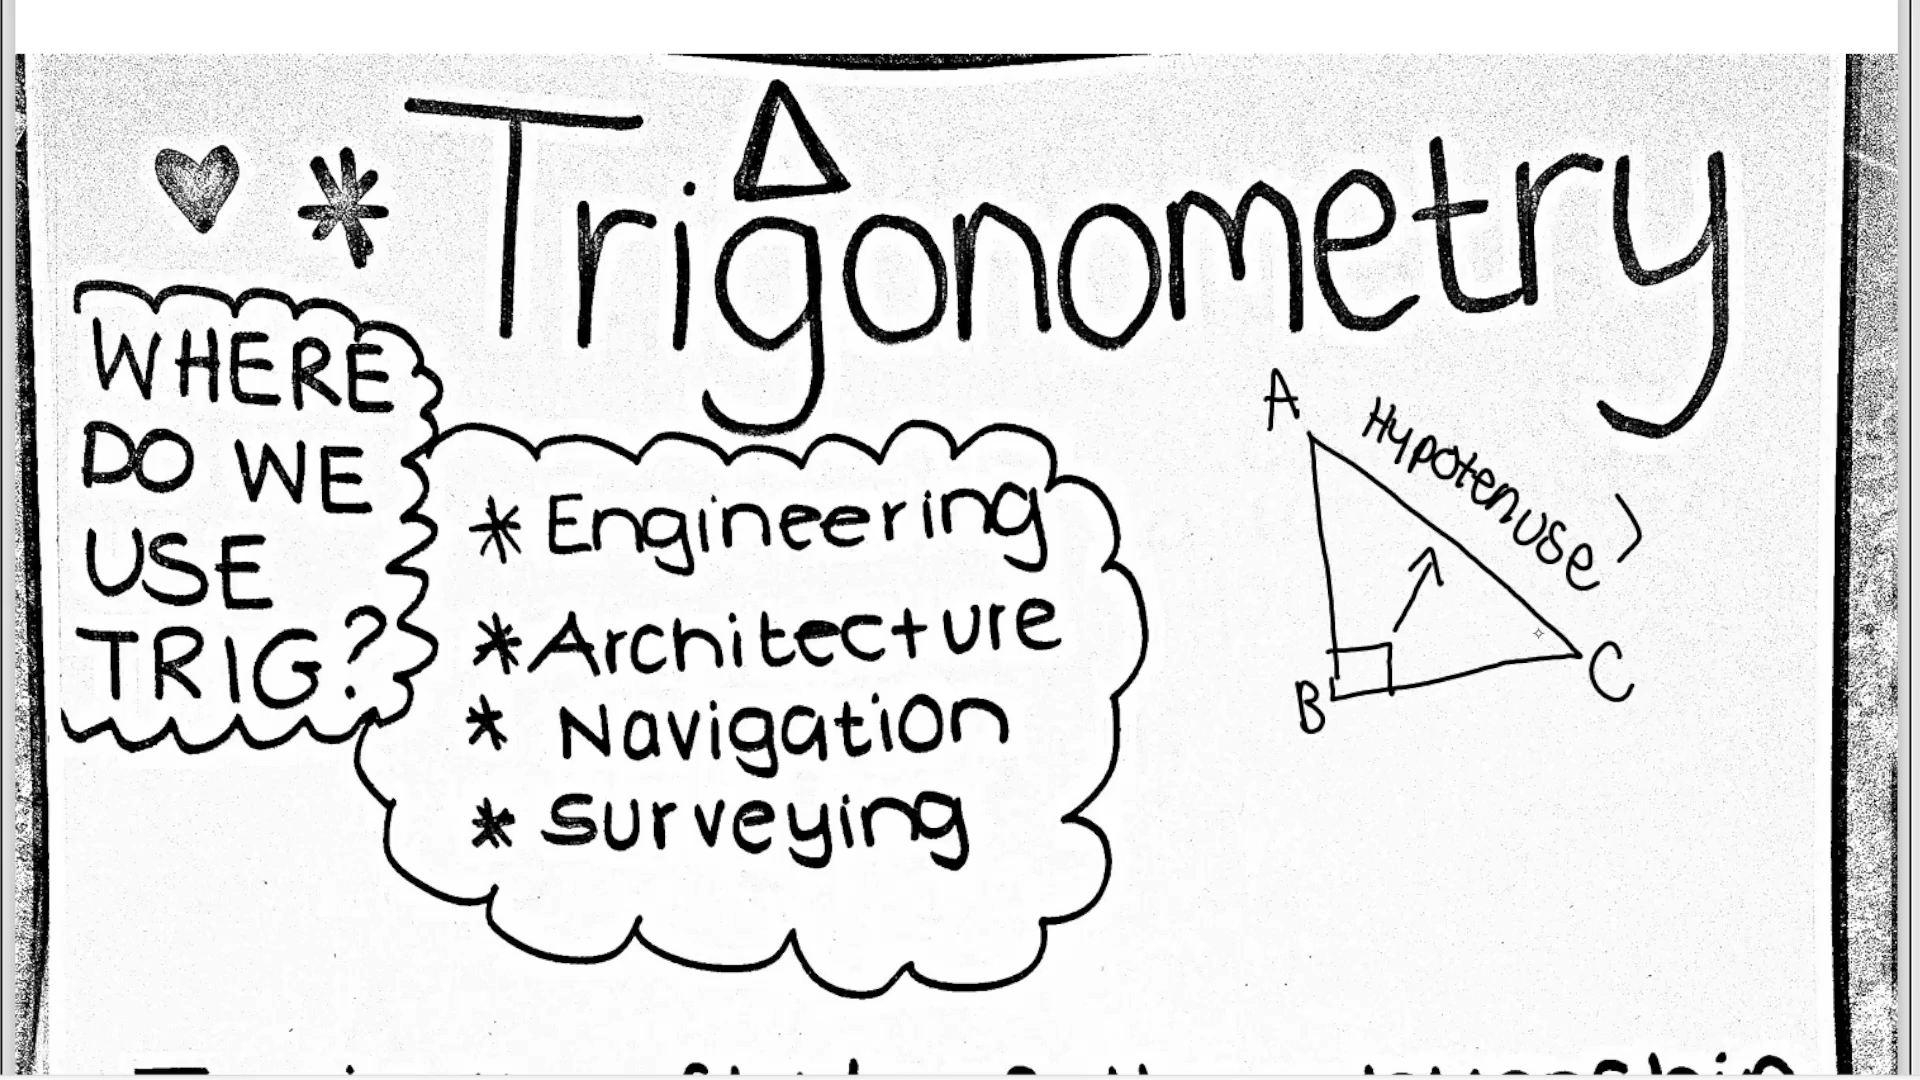 Trigonometry
WHERE
DO WE
USE
TRIG?
* Engineering
* Architecture
* Navigation
* Surveying
A
Hypotenuse
B
C